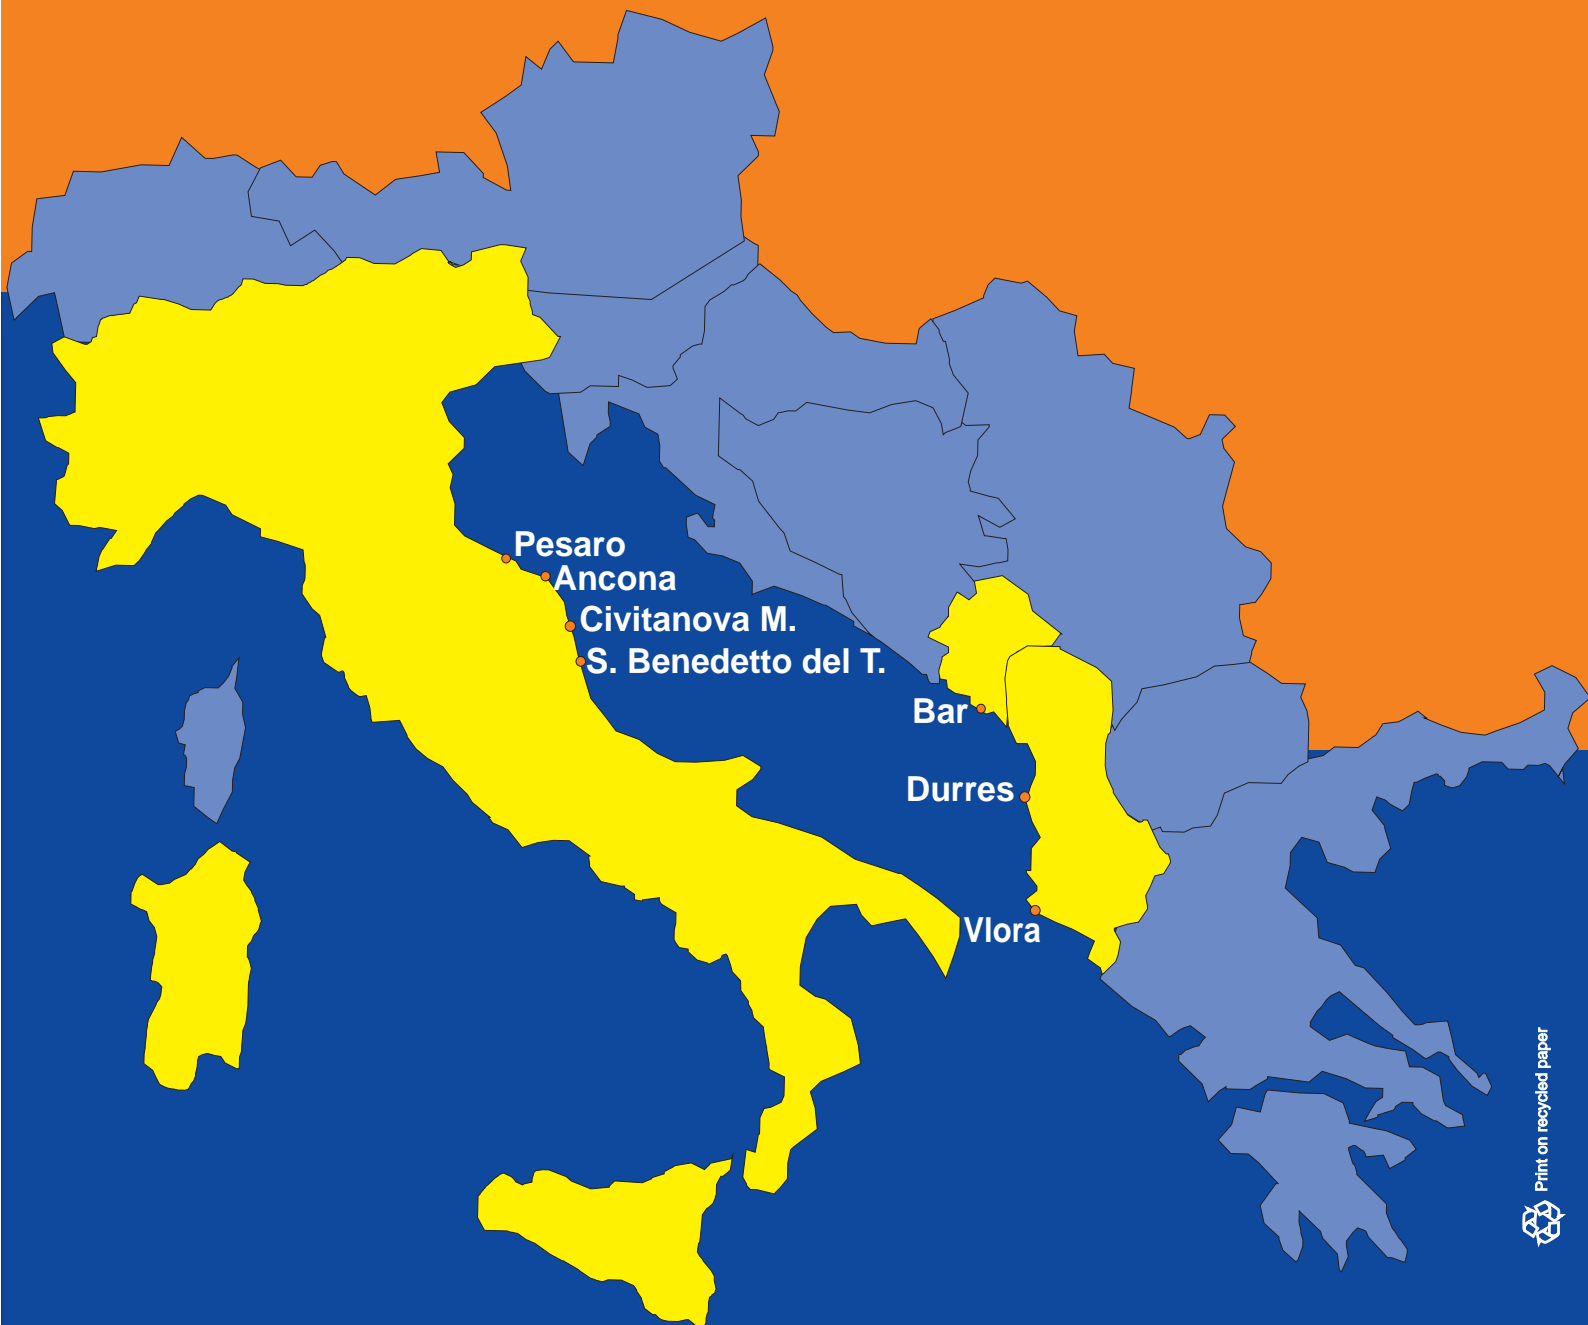 Pesaro
Ancona
Civitanova M.
S. Benedetto del T.
Bar
Durres
Vlora
Print on recycled paper